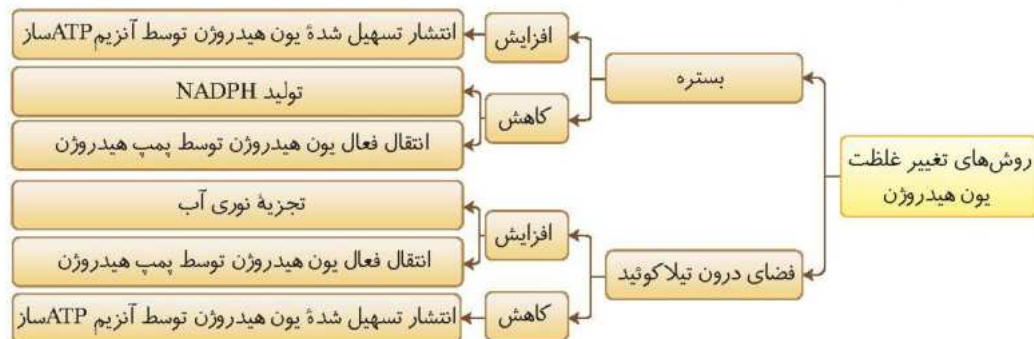 روش‌های تغییر غلظت
یون هیدروژن
بستره
افزایش
انتشار تسهیل شدهٔ یون هیدروژن توسط آنزیم ATPساز
کاهش
تولید NADPH
انتقال فعال یون هیدروژن توسط پمپ هیدروژن
فضای درون تیلاکوئید
افزایش
تجزیهٔ نوری آب
انتقال فعال یون هیدروژن توسط پمپ هیدروژن
کاهش
انتشار تسهیل شدهٔ یون هیدروژن توسط آنزیم ATPساز